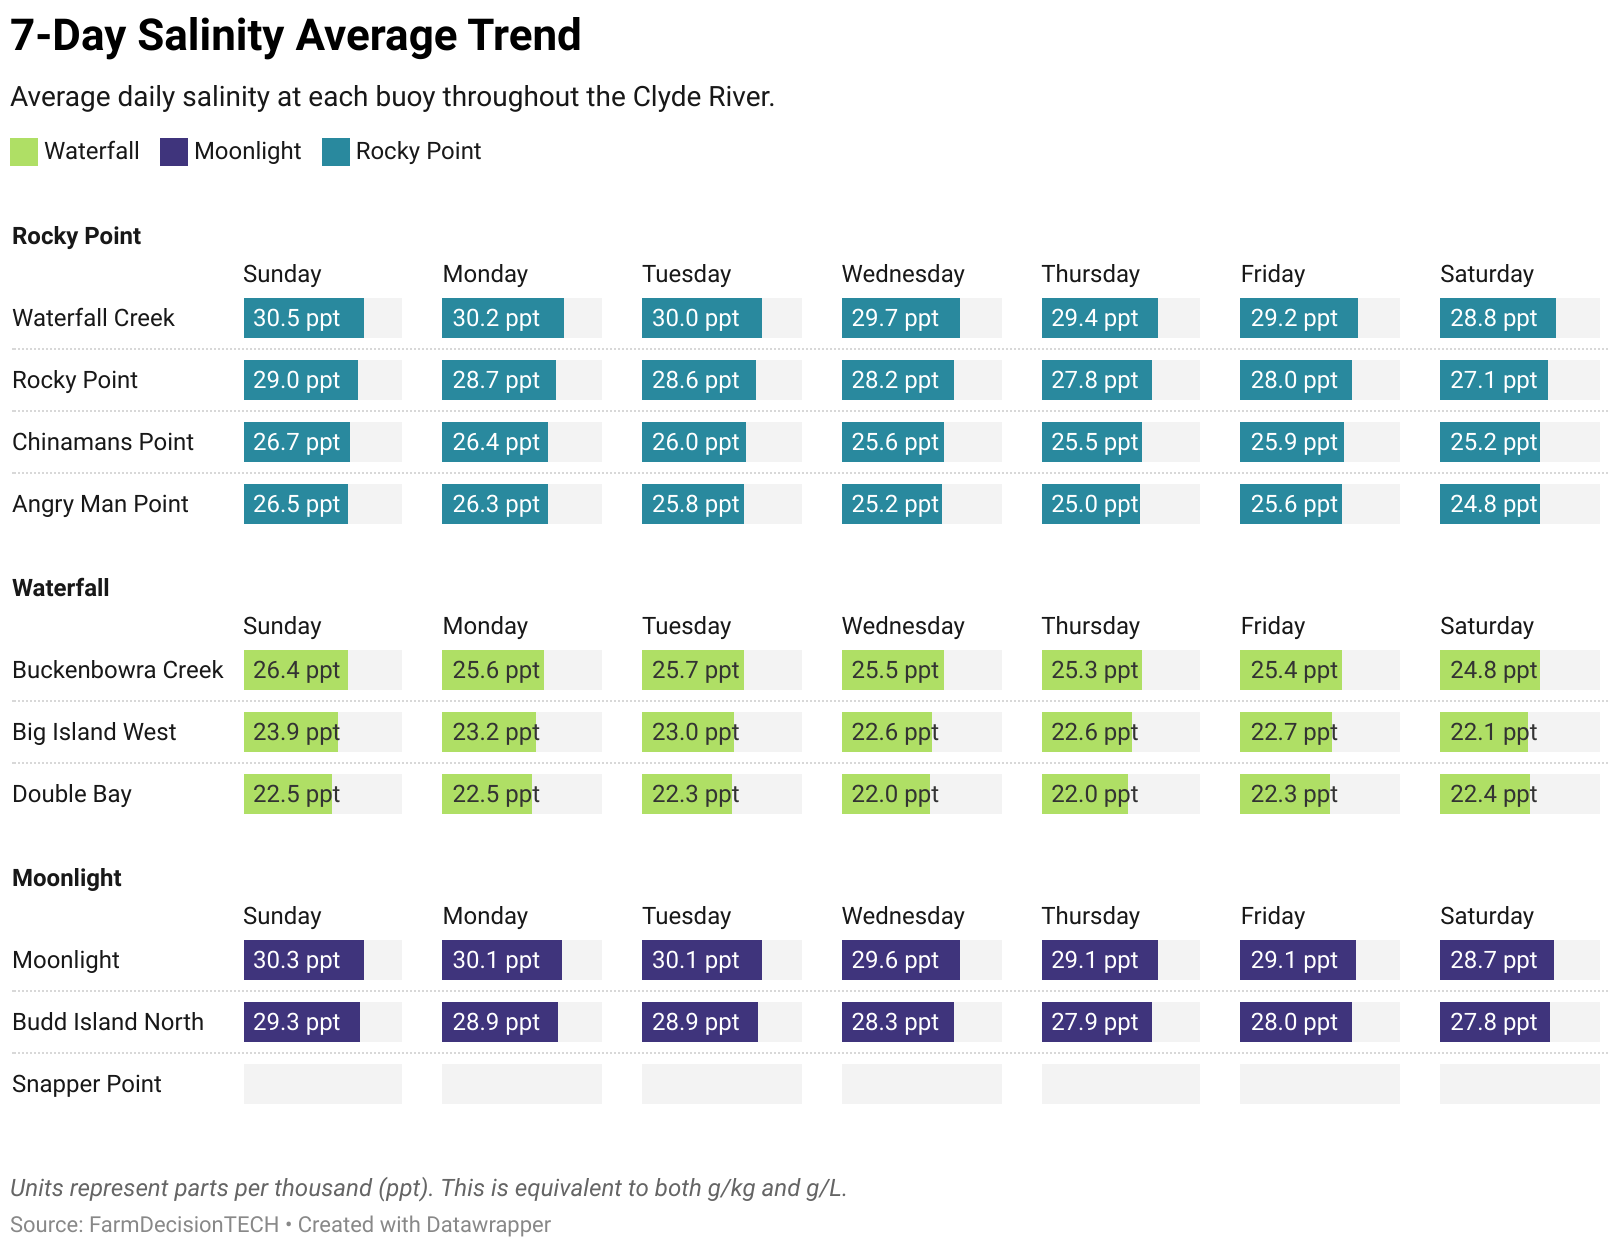 7-Day Salinity Average Trend
Average daily salinity at each buoy throughout the Clyde River.
Waterfall Moonlight Rocky Point
Rocky Point
Sunday Monday Tuesday Wednesday Thursday Friday Saturday
Waterfall Creek 30.5 ppt 30.2 ppt 30.0 ppt 29.7 ppt 29.4 ppt 29.2 ppt 28.8 ppt
Rocky Point 29.0 ppt 28.7 ppt 28.6 ppt 28.2 ppt 27.8 ppt 28.0 ppt 27.1 ppt
Chinamans Point 26.7 ppt 26.4 ppt 26.0 ppt 25.6 ppt 25.5 ppt 25.9 ppt 25.2 ppt
Angry Man Point 26.5 ppt 26.3 ppt 25.8 ppt 25.2 ppt 25.0 ppt 25.6 ppt 24.8 ppt
Waterfall
Sunday Monday Tuesday Wednesday Thursday Friday Saturday
Buckenbowra Creek 26.4 ppt 25.6 ppt 25.7 ppt 25.5 ppt 25.3 ppt 25.4 ppt 24.8 ppt
Big Island West 23.9 ppt 23.2 ppt 23.0 ppt 22.6 ppt 22.6 ppt 22.7 ppt 22.1 ppt
Double Bay 22.5 ppt 22.5 ppt 22.3 ppt 22.0 ppt 22.0 ppt 22.3 ppt 22.4 ppt
Moonlight
Sunday Monday Tuesday Wednesday Thursday Friday Saturday
Moonlight 30.3 ppt 30.1 ppt 30.1 ppt 29.6 ppt 29.1 ppt 29.1 ppt 28.7 ppt
Budd Island North 29.3 ppt 28.9 ppt 28.9 ppt 28.3 ppt 27.9 ppt 28.0 ppt 27.8 ppt
Snapper Point
Units represent parts per thousand (ppt). This is equivalent to both g/kg and g/L.
Source: FarmDecisionTECH • Created with Datawrapper